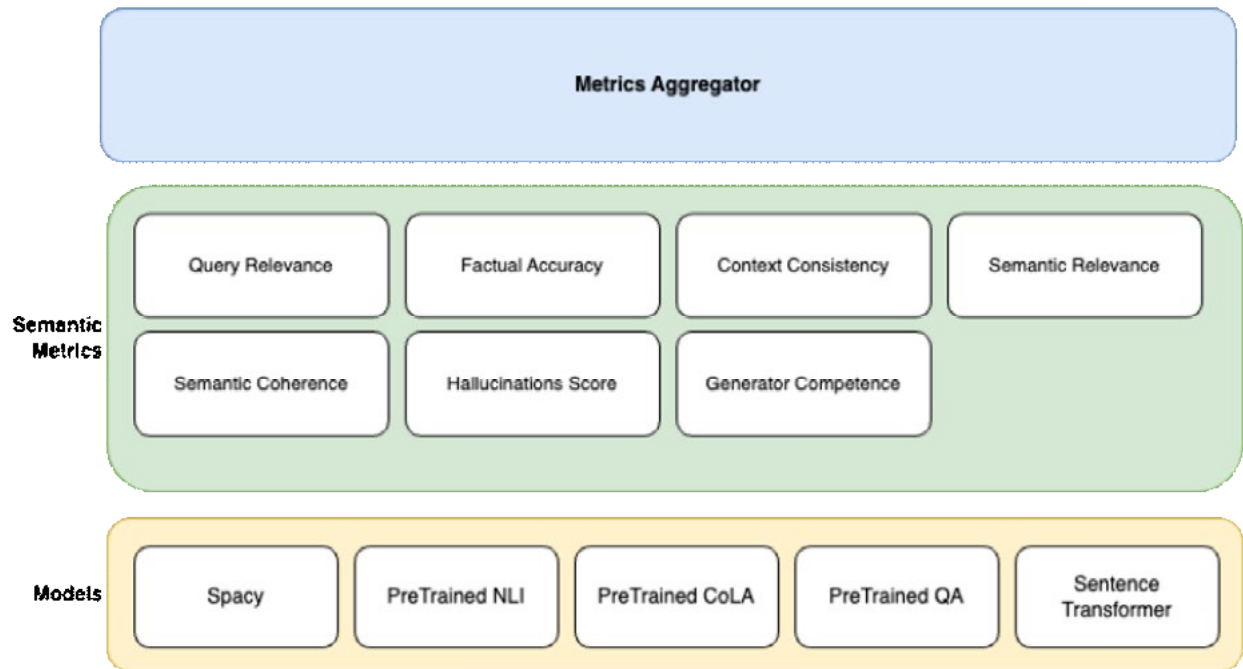 Metrics Aggregator
Semantic
Metrics
Query Relevance
Factual Accuracy
Context Consistency
Semantic Relevance
Semantic Coherence
Hallucinations Score
Generator Competence
Models
Spacy
PreTrained NLI
PreTrained CoLA
PreTrained QA
Sentence
Transformer